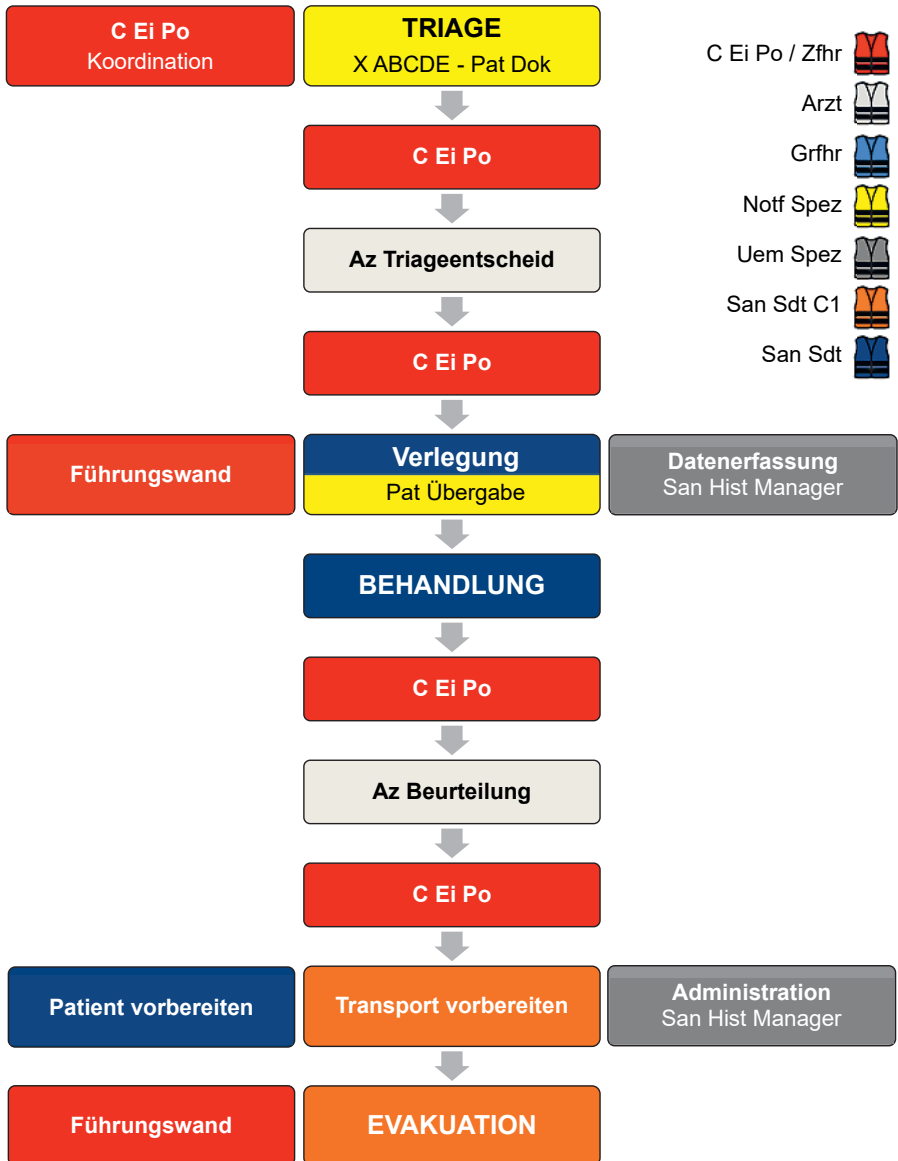 C Ei Po
Koordination
TRIAGE
X ABCDE - Pat Dok
C Ei Po / Zfhr
Arzt
Grfhr
Notf Spez
Uem Spez
San Sdt C1
San Sdt
C Ei Po
Az Triageentscheid
C Ei Po
Führungswand
Verlegung
Pat Übergabe
Datenerfassung
San Hist Manager
BEHANDLUNG
C Ei Po
Az Beurteilung
C Ei Po
Patient vorbereiten
Transport vorbereiten
Administration
San Hist Manager
Führungswand
EVAKUATION